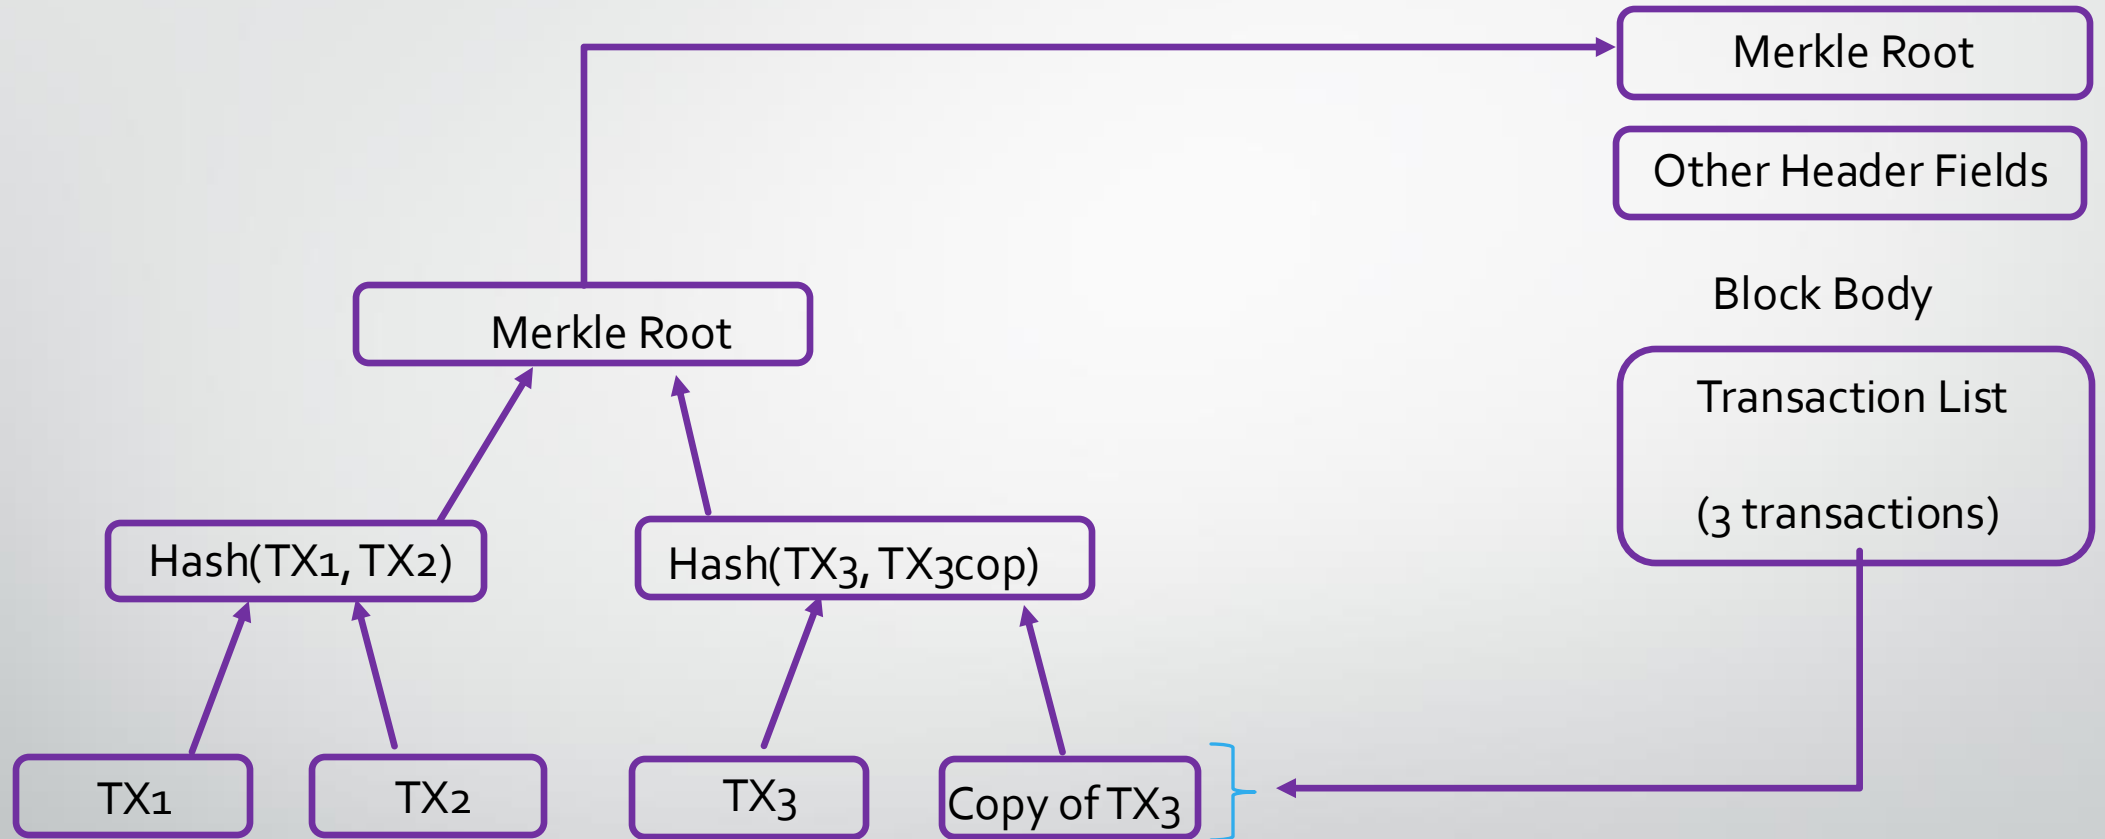 Merkle Root
Other Header Fields
Block Body
Transaction List
(3 transactions)
Merkle Root
Hash(TX1, TX2)
Hash(TX3, TX3cop)
TX1
TX2
TX3
Copy of TX3